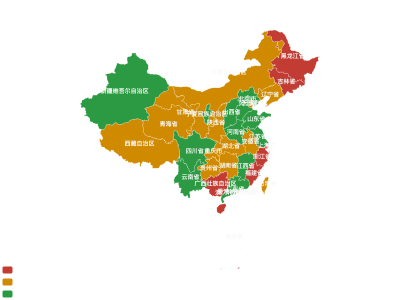 黑龙江省
吉林省
辽宁省
新疆维吾尔自治区
甘肃省
宁夏回族自治区
山西省
山东省
青海省
陕西省
河南省
江苏省
西藏自治区
安徽省
湖北省
四川省
重庆市
浙江省
湖南省
江西省
贵州省
福建省
云南省
广西壮族自治区